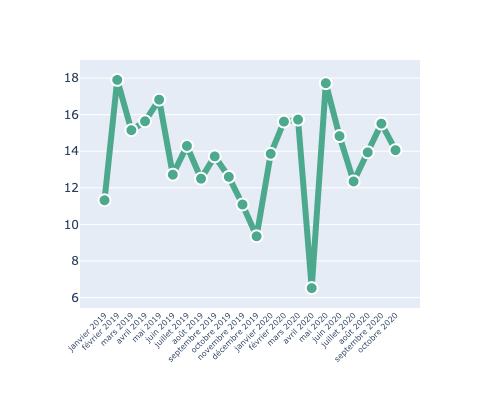 18
16
14
12
10
8
6
janvier 2019
février 2019
mars 2019
avril 2019
mai 2019
juin 2019
juillet 2019
août 2019
septembre 2019
octobre 2019
novembre 2019
décembre 2019
janvier 2020
février 2020
mars 2020
avril 2020
mai 2020
juin 2020
juillet 2020
août 2020
septembre 2020
octobre 2020